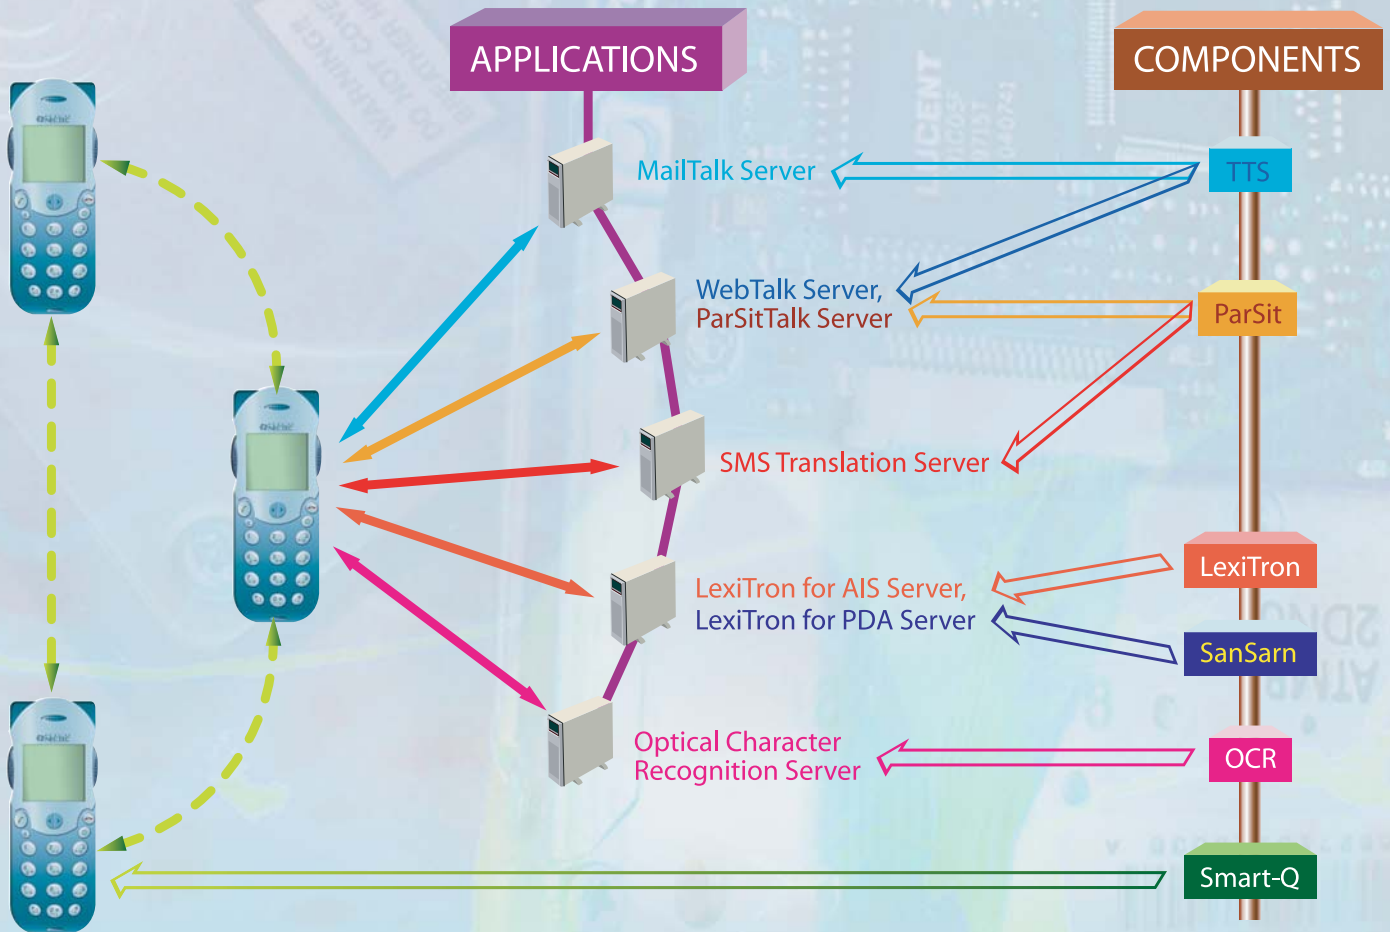 APPLICATIONS
COMPONENTS
MailTalk Server
TTS
WebTalk Server,
ParSitTalk Server
ParSit
SMS Translation Server
LexiTron
LexiTron for AIS Server,
LexiTron for PDA Server
SanSarn
Optical Character
Recognition Server
OCR
Smart-Q
LICENT